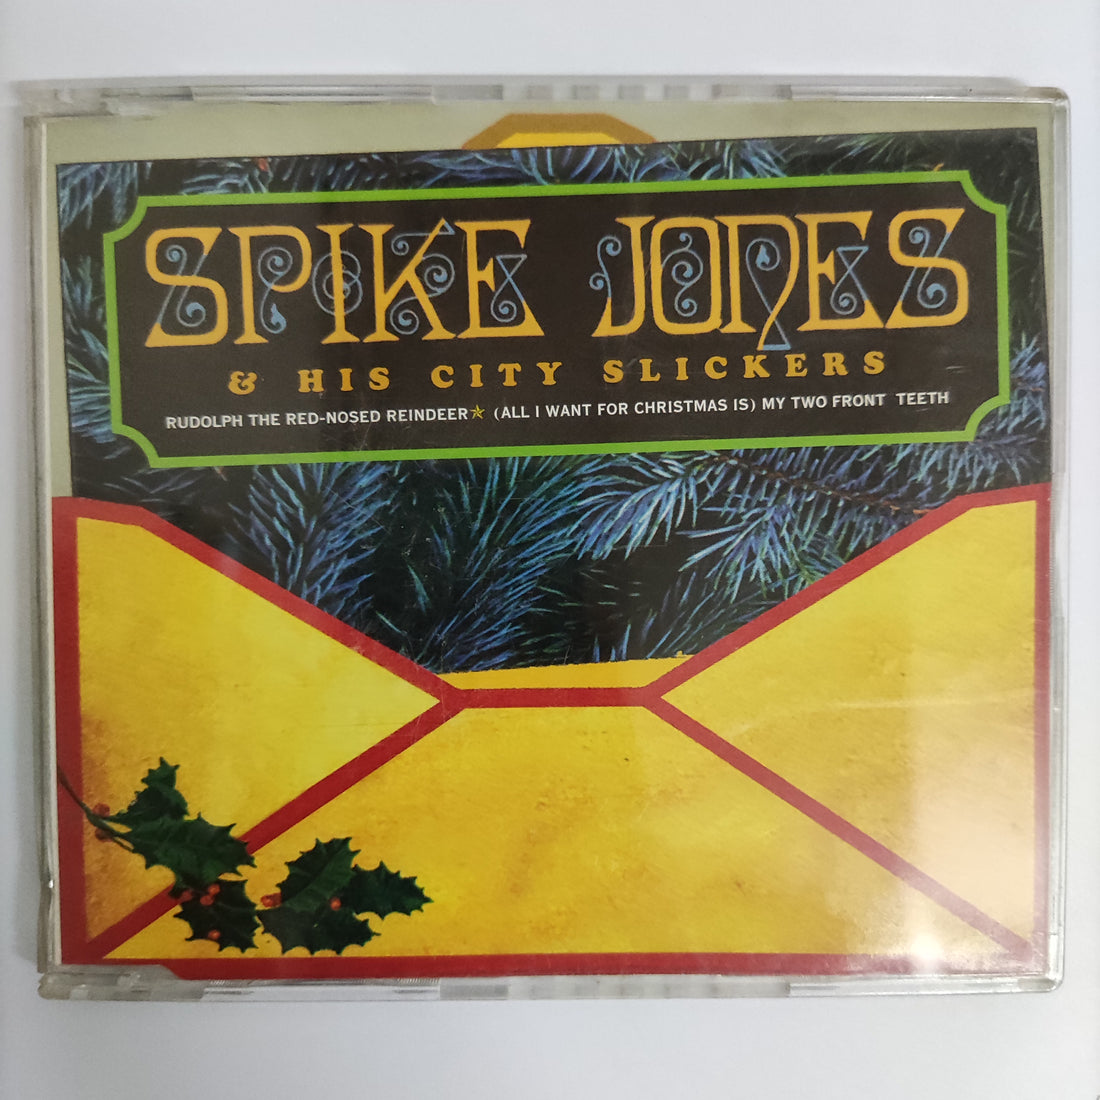 SPIKE JONES
& HIS CITY SLICKERS
RUDOLPH THE RED-NOSED REINDEER★ (ALL I WANT FOR CHRISTMAS IS) MY TWO FRONT TEETH